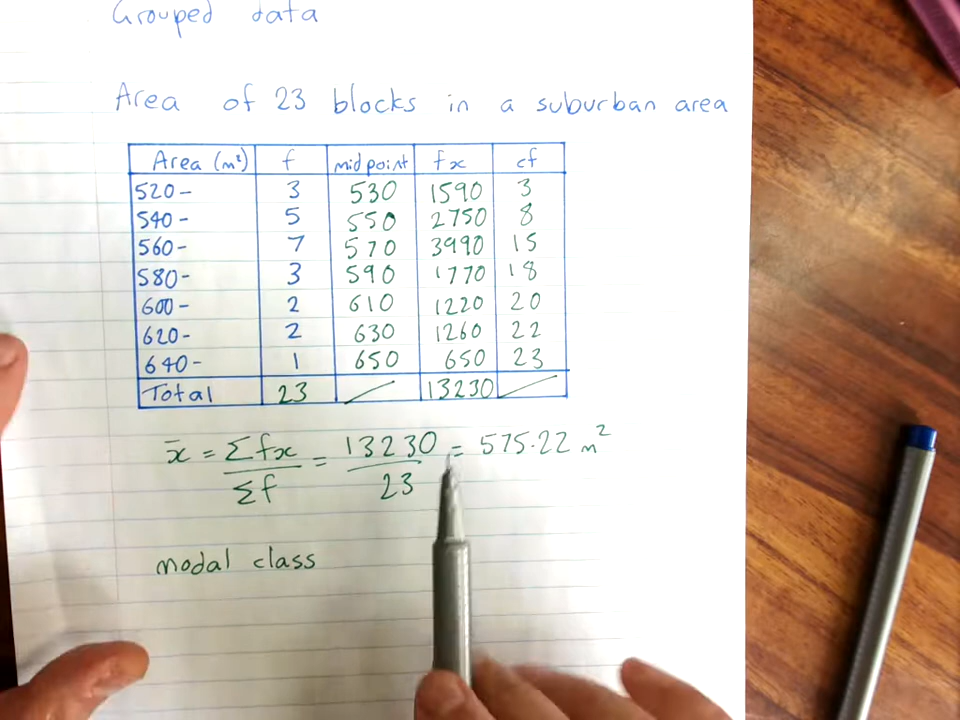 Grouped data
Area of 23 blocks in a suburban area
Area (m²) f midpoint fx cf
520- 3 530 1590 3
540- 5 550 2750 8
560- 7 570 3990 15
580- 3 590 1770 18
600- 2 610 1220 20
620- 2 630 1260 22
640- 1 650 650 23
Total 23 13230
x̄ = Σfx / Σf = 13230 / 23 = 575.22 m²
modal class